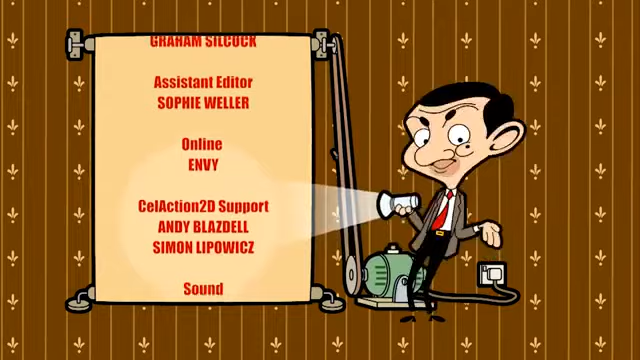 GRAHAM SILCOCK
Assistant Editor
SOPHIE WELLER
Online
ENVY
CelAction2D Support
ANDY BLAZDELL
SIMON LIPOWICZ
Sound